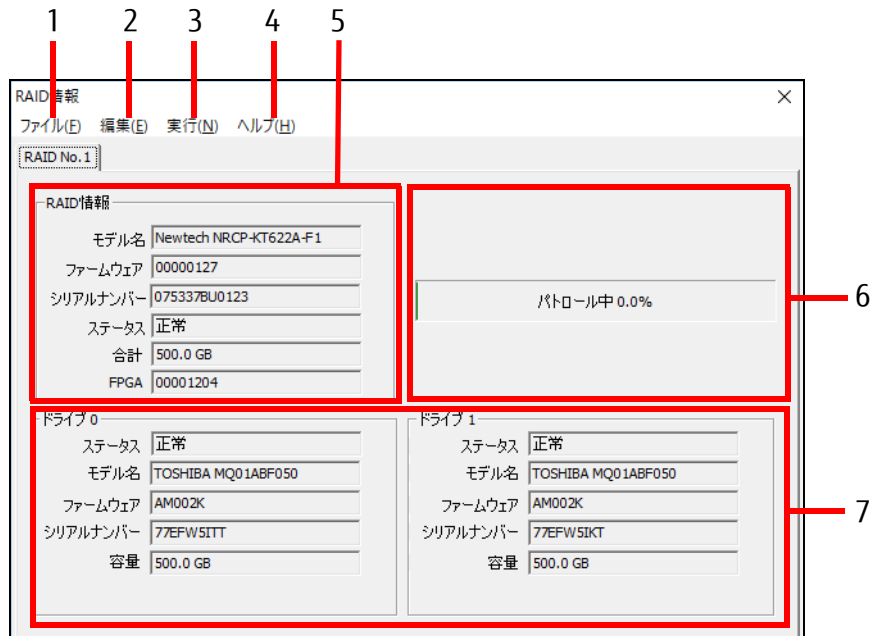 1 2 3 4 5
RAID情報
ファイル(F) 編集(E) 実行(N) ヘルプ(H)
RAID No.1
RAID情報
モデル名 Newtech NRCP-KT622A-F1
ファームウェア 00000127
シリアルナンバー 075337BU0123
ステータス 正常
合計 500.0 GB
FPGA 00001204
パトロール中 0.0%
6
ドライブ 0
ステータス 正常
モデル名 TOSHIBA MQ01ABF050
ファームウェア AM002K
シリアルナンバー 77EFW5ITT
容量 500.0 GB
ドライブ 1
ステータス 正常
モデル名 TOSHIBA MQ01ABF050
ファームウェア AM002K
シリアルナンバー 77EFW5IKT
容量 500.0 GB
7